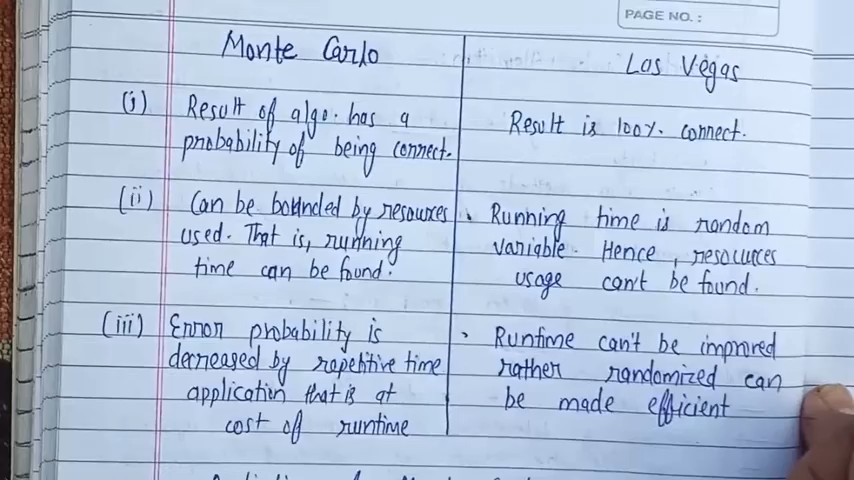 PAGE NO. :
Monte Carlo
Las Vegas
(i) Result of algo. has a
probability of being connect.
Result is 100%. connect.
(ii) Can be bounded by resources
used. That is, running
time can be found.
Running time is random
variable. Hence, resources
usage can't be found.
(iii) Error probability is
decreased by repetitive time
application that is at
cost of runtime
Runtime can't be improved
rather randomized can
be made efficient